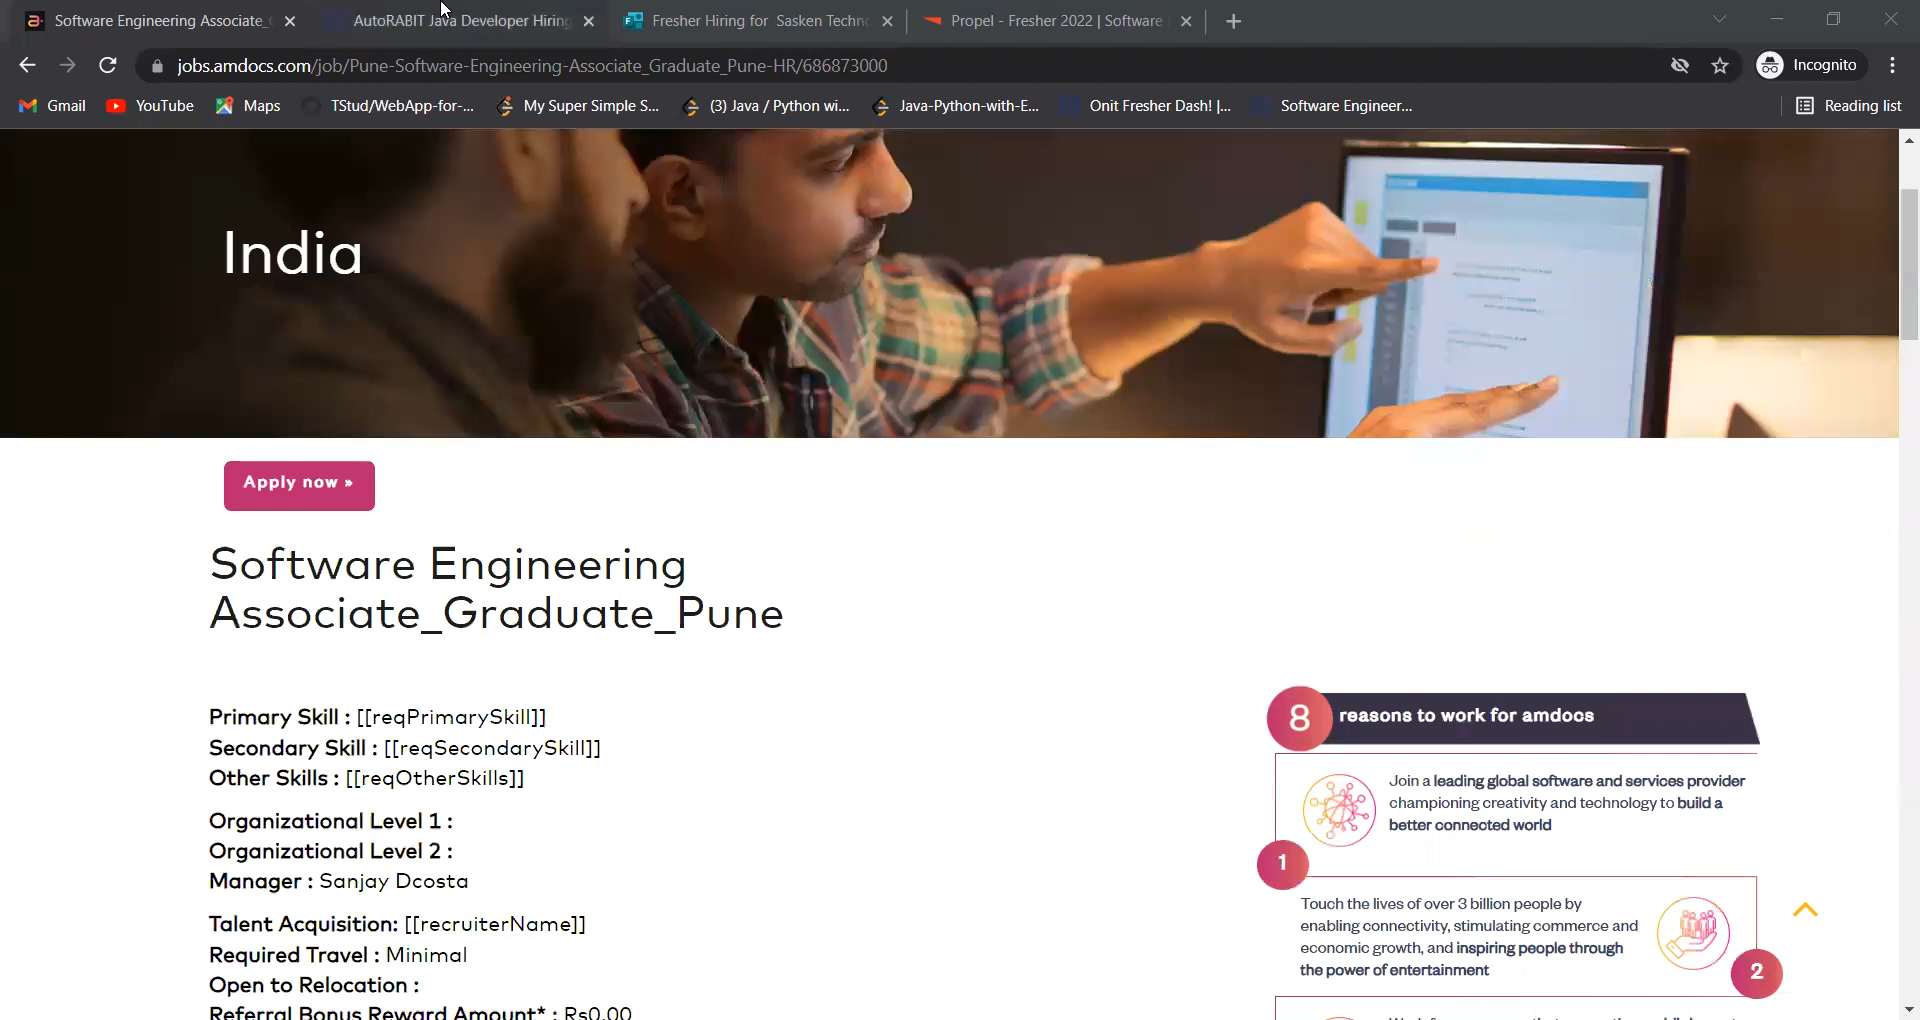 Software Engineering Associate_
AutoRABIT Java Developer Hiring
Fresher Hiring for Sasken Techn
Propel - Fresher 2022 | Software
jobs.amdocs.com/job/Pune-Software-Engineering-Associate_Graduate_Pune-HR/686873000
Incognito
Gmail
YouTube
Maps
TStud/WebApp-for-...
My Super Simple S...
(3) Java / Python wi...
Java-Python-with-E...
Onit Fresher Dash! |...
Software Engineer...
Reading list
India
Apply now »
Software Engineering
Associate_Graduate_Pune
Primary Skill : [[reqPrimarySkill]]
Secondary Skill : [[reqSecondarySkill]]
Other Skills : [[reqOtherSkills]]
Organizational Level 1 :
Organizational Level 2 :
Manager : Sanjay Dcosta
Talent Acquisition: [[recruiterName]]
Required Travel : Minimal
Open to Relocation :
Referral Bonus Reward Amount* : Rs0.00
8 reasons to work for amdocs
Join a leading global software and services provider
championing creativity and technology to build a
better connected world
1
Touch the lives of over 3 billion people by
enabling connectivity, stimulating commerce and
economic growth, and inspiring people through
the power of entertainment
2